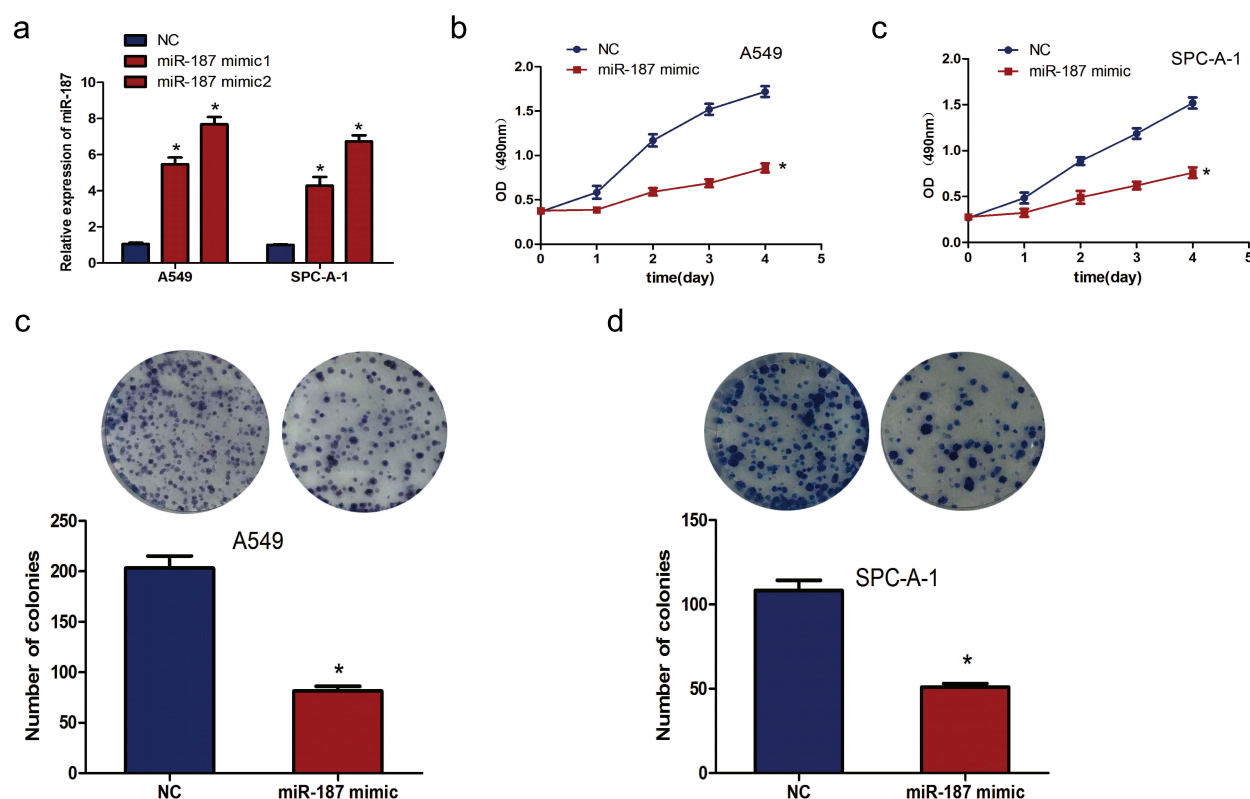 a
NC
miR-187 mimic1
miR-187 mimic2
Relative expression of miR-187
10
8
6
4
2
0
* * * *
A549 SPC-A-1
b
NC
miR-187 mimic
A549
OD（490nm）
2.0
1.5
1.0
0.5
0.0
*
0 1 2 3 4 5
time(day)
c
NC
miR-187 mimic
SPC-A-1
OD（490nm）
2.0
1.5
1.0
0.5
0.0
*
0 1 2 3 4 5
time(day)
c
A549
Number of colonies
250
200
150
100
50
0
*
NC miR-187 mimic
d
SPC-A-1
Number of colonies
150
100
50
0
*
NC miR-187 mimic